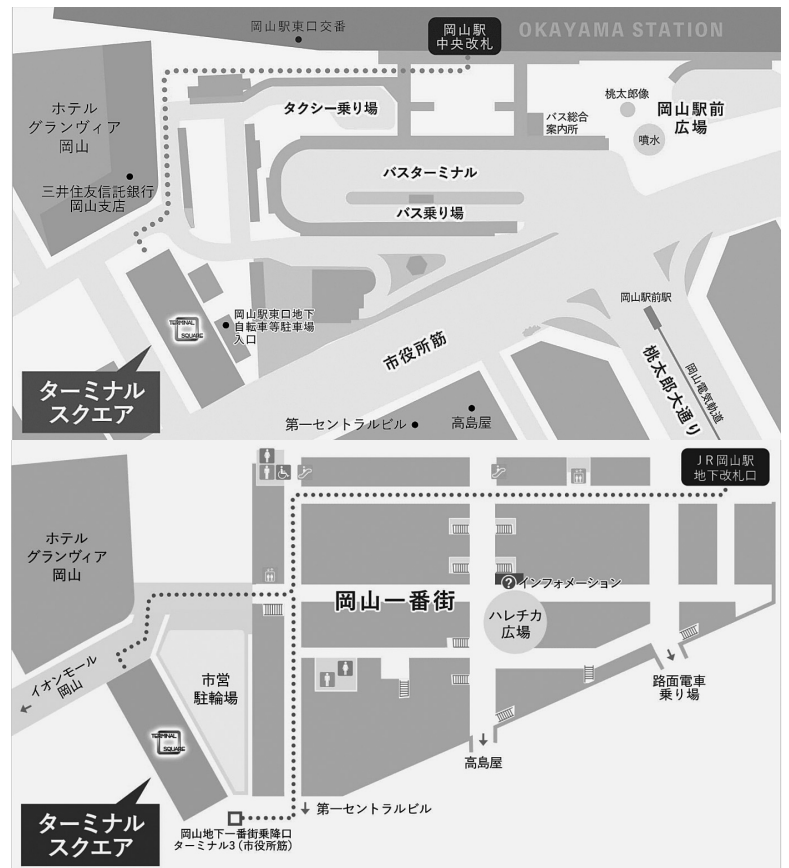 岡山駅東口交番
岡山駅
中央改札
OKAYAMA STATION
ホテル
グランヴィア
岡山
タクシー乗り場
桃太郎像
岡山駅前
広場
バス総合
案内所
噴水
バスターミナル
三井住友信託銀行
岡山支店
バス乗り場
岡山駅前駅
岡山駅東口地下
自転車等駐車場
入口
TERMINAL
SQUARE
市役所筋
桃太郎大通り
岡山電気軌道
ターミナル
スクエア
第一セントラルビル
高島屋
JR岡山駅
地下改札口
ホテル
グランヴィア
岡山
岡山一番街
?インフォメーション
ハレチカ
広場
イオンモール
岡山
市営
駐輪場
路面電車
乗り場
TERMINAL
SQUARE
高島屋
ターミナル
スクエア
第一セントラルビル
岡山地下一番街乗降口
ターミナル3(市役所筋)